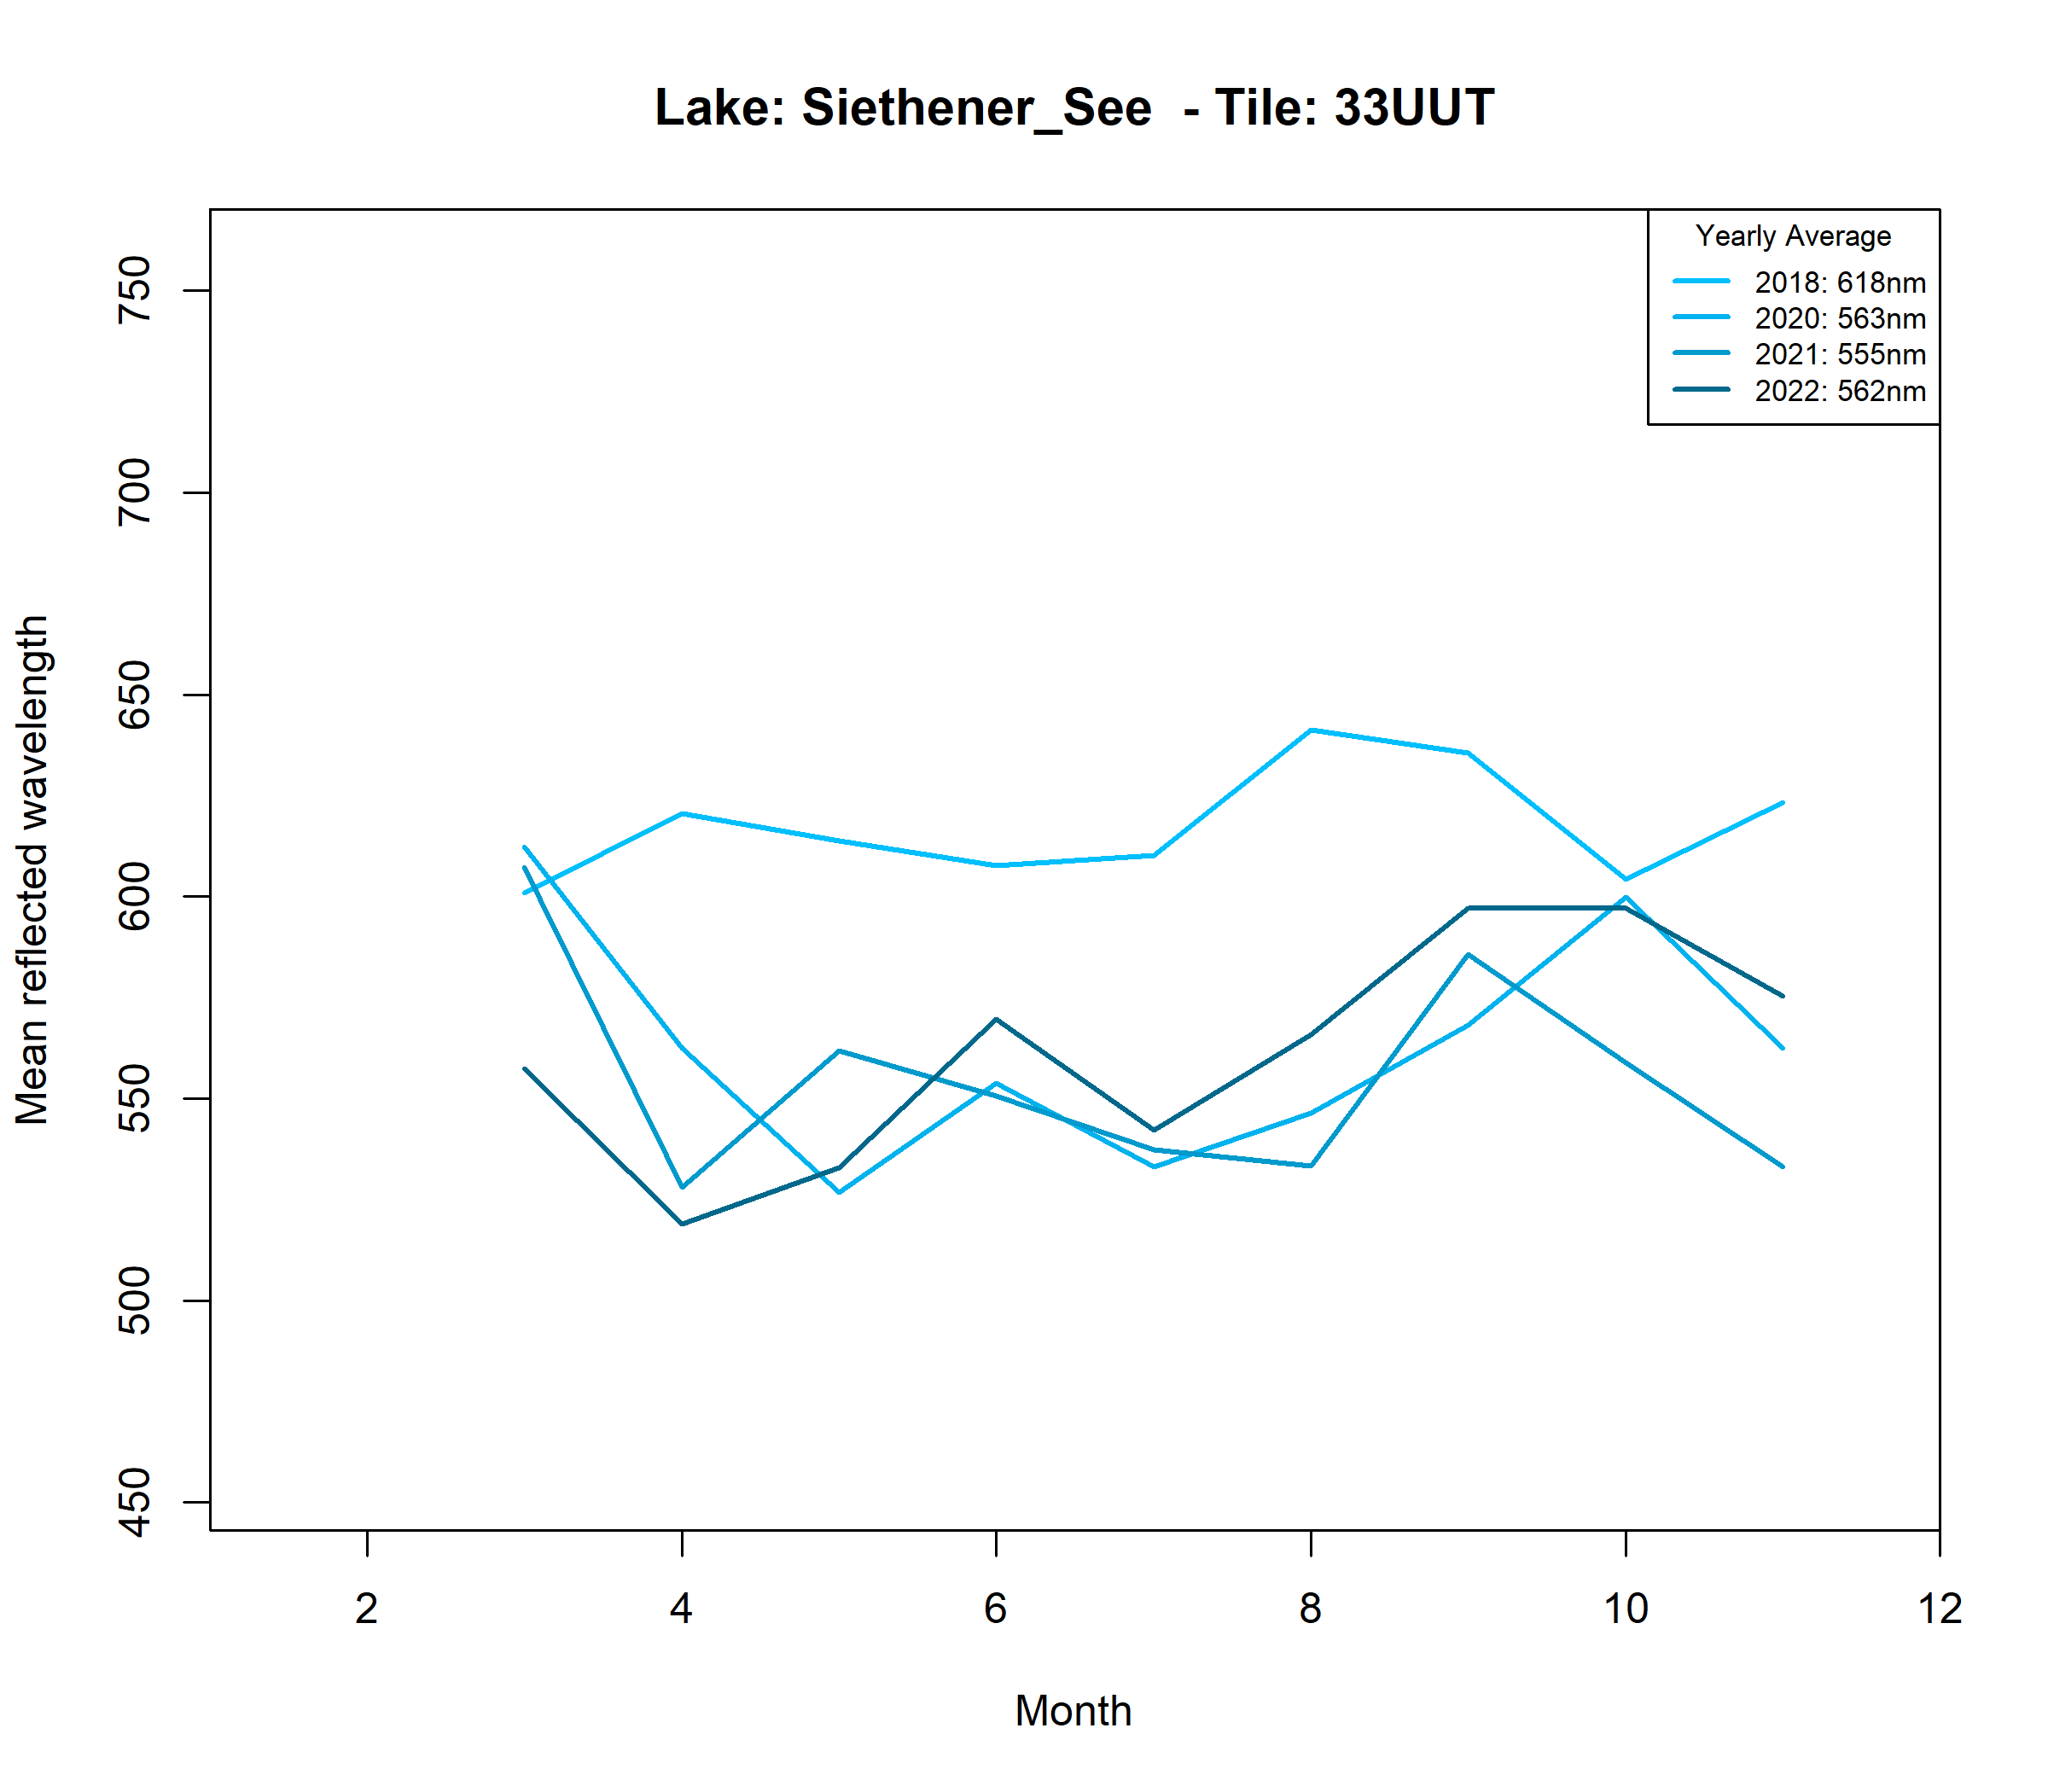 Lake: Siethener_See  - Tile: 33UUT
Yearly Average
2018: 618nm
2020: 563nm
2021: 555nm
2022: 562nm
Mean reflected wavelength
750
700
650
600
550
500
450
2 4 6 8 10 12
Month